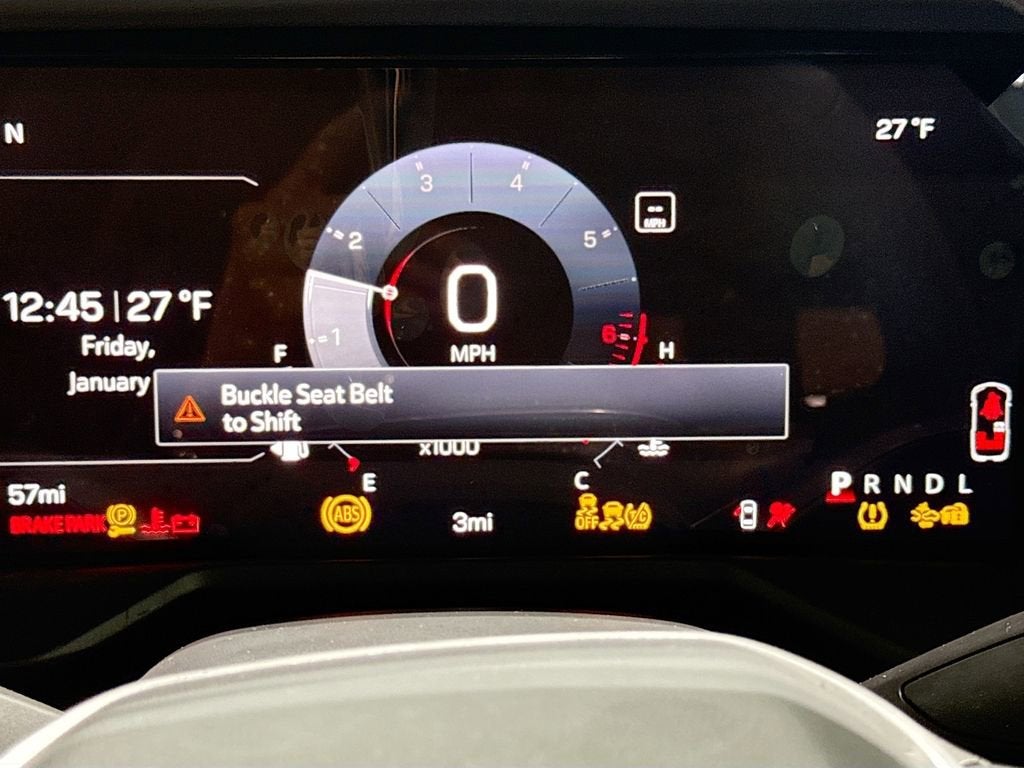 N
27 °F
3
4
-- 
MPH
2
5
12:45 | 27 °F
0
1
6
Friday,
F
MPH
H
January
Buckle Seat Belt
to Shift
x1000
57mi
E
C
P R N D L
BRAKE PARK
P
ABS
3mi
OFF